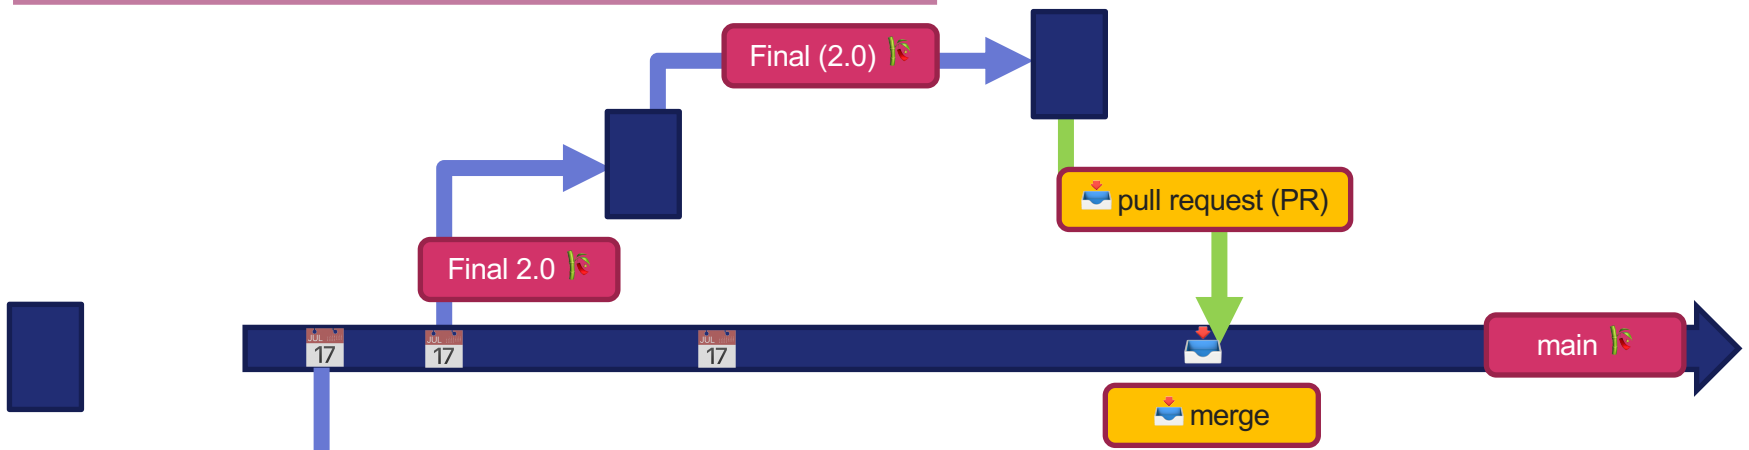 Final (2.0)
pull request (PR)
Final 2.0
JUL
17
JUL
17
JUL
17
main
merge